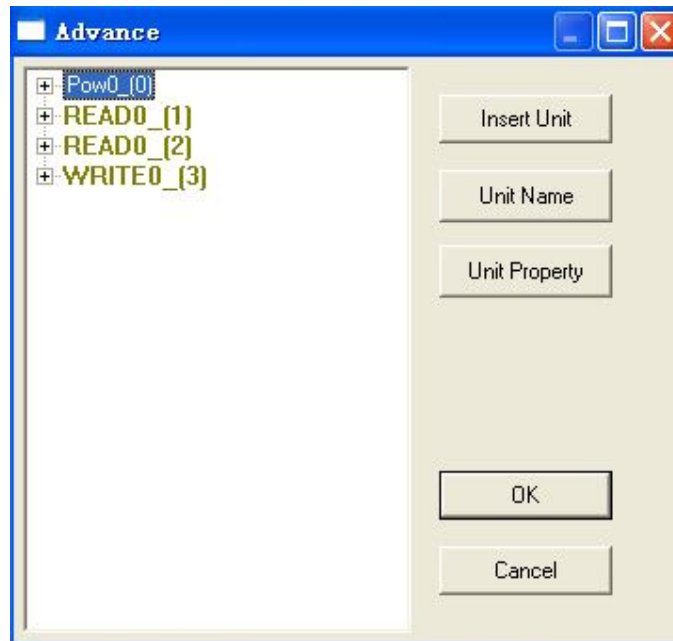 Advance
Pow0_(0)
READ0_(1)
READ0_(2)
WRITE0_(3)
Insert Unit
Unit Name
Unit Property
OK
Cancel